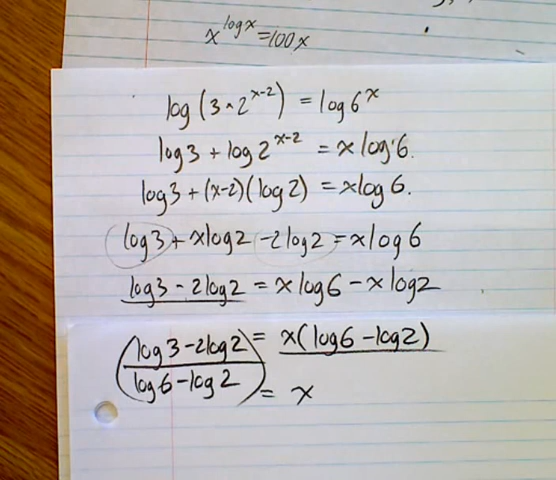 x^{log x} = 100x
log (3 · 2^{x-2}) = log 6^x
log 3 + log 2^{x-2} = x log 6.
log 3 + (x-2)(log 2) = x log 6.
log 3 + x log 2 - 2 log 2 = x log 6
log 3 - 2 log 2 = x log 6 - x log 2
log 3 - 2 log 2 = x (log 6 - log 2)
log 6 - log 2 = x